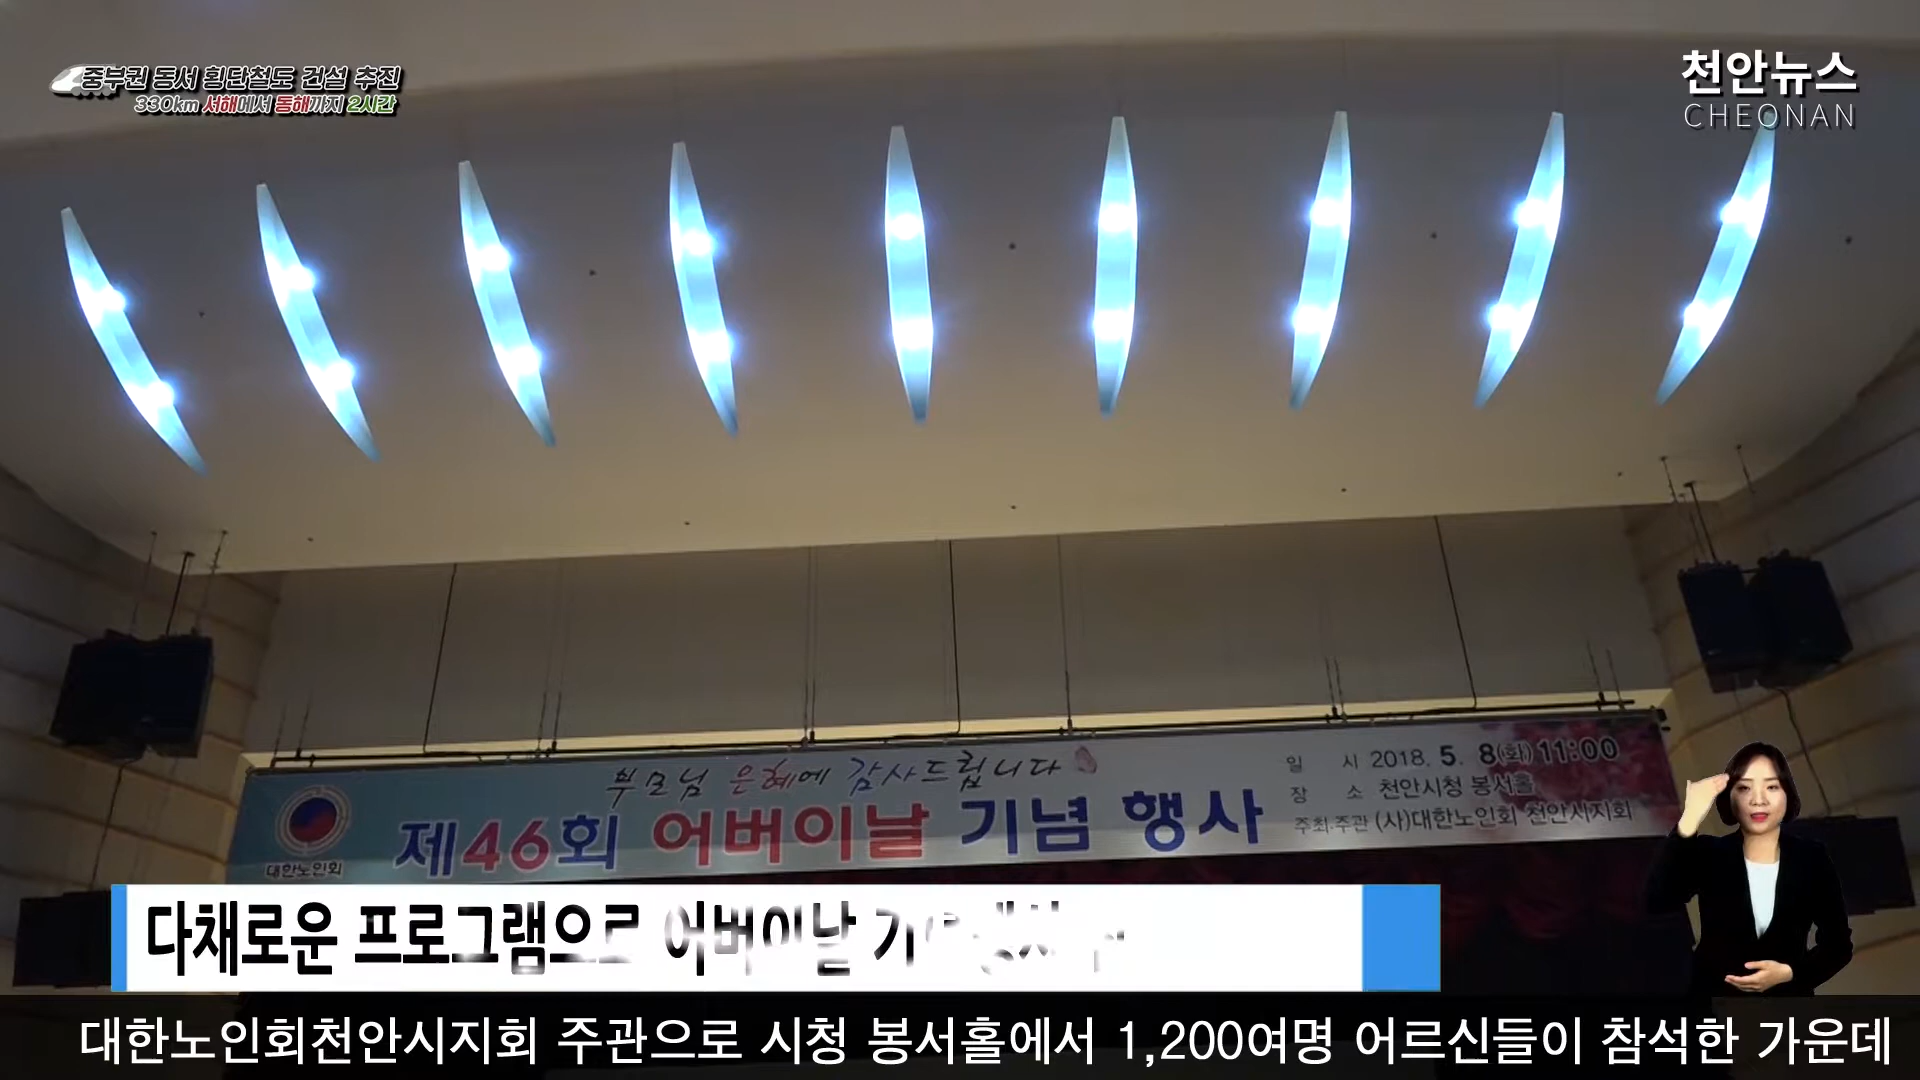 중부권 동서 횡단철도 건설 추진
330km 서해에서 동해까지 2시간
천안뉴스
CHEONAN
부모님 은혜에 감사드립니다
제46회 어버이날 기념 행사
대한노인회
일 시 2018. 5. 8(화) 11:00
장 소 천안시청 봉서홀
주최·주관 (사)대한노인회 천안시지회
다채로운 프로그램으로 어버이날
대한노인회천안시지회 주관으로 시청 봉서홀에서 1,200여명 어르신들이 참석한 가운데